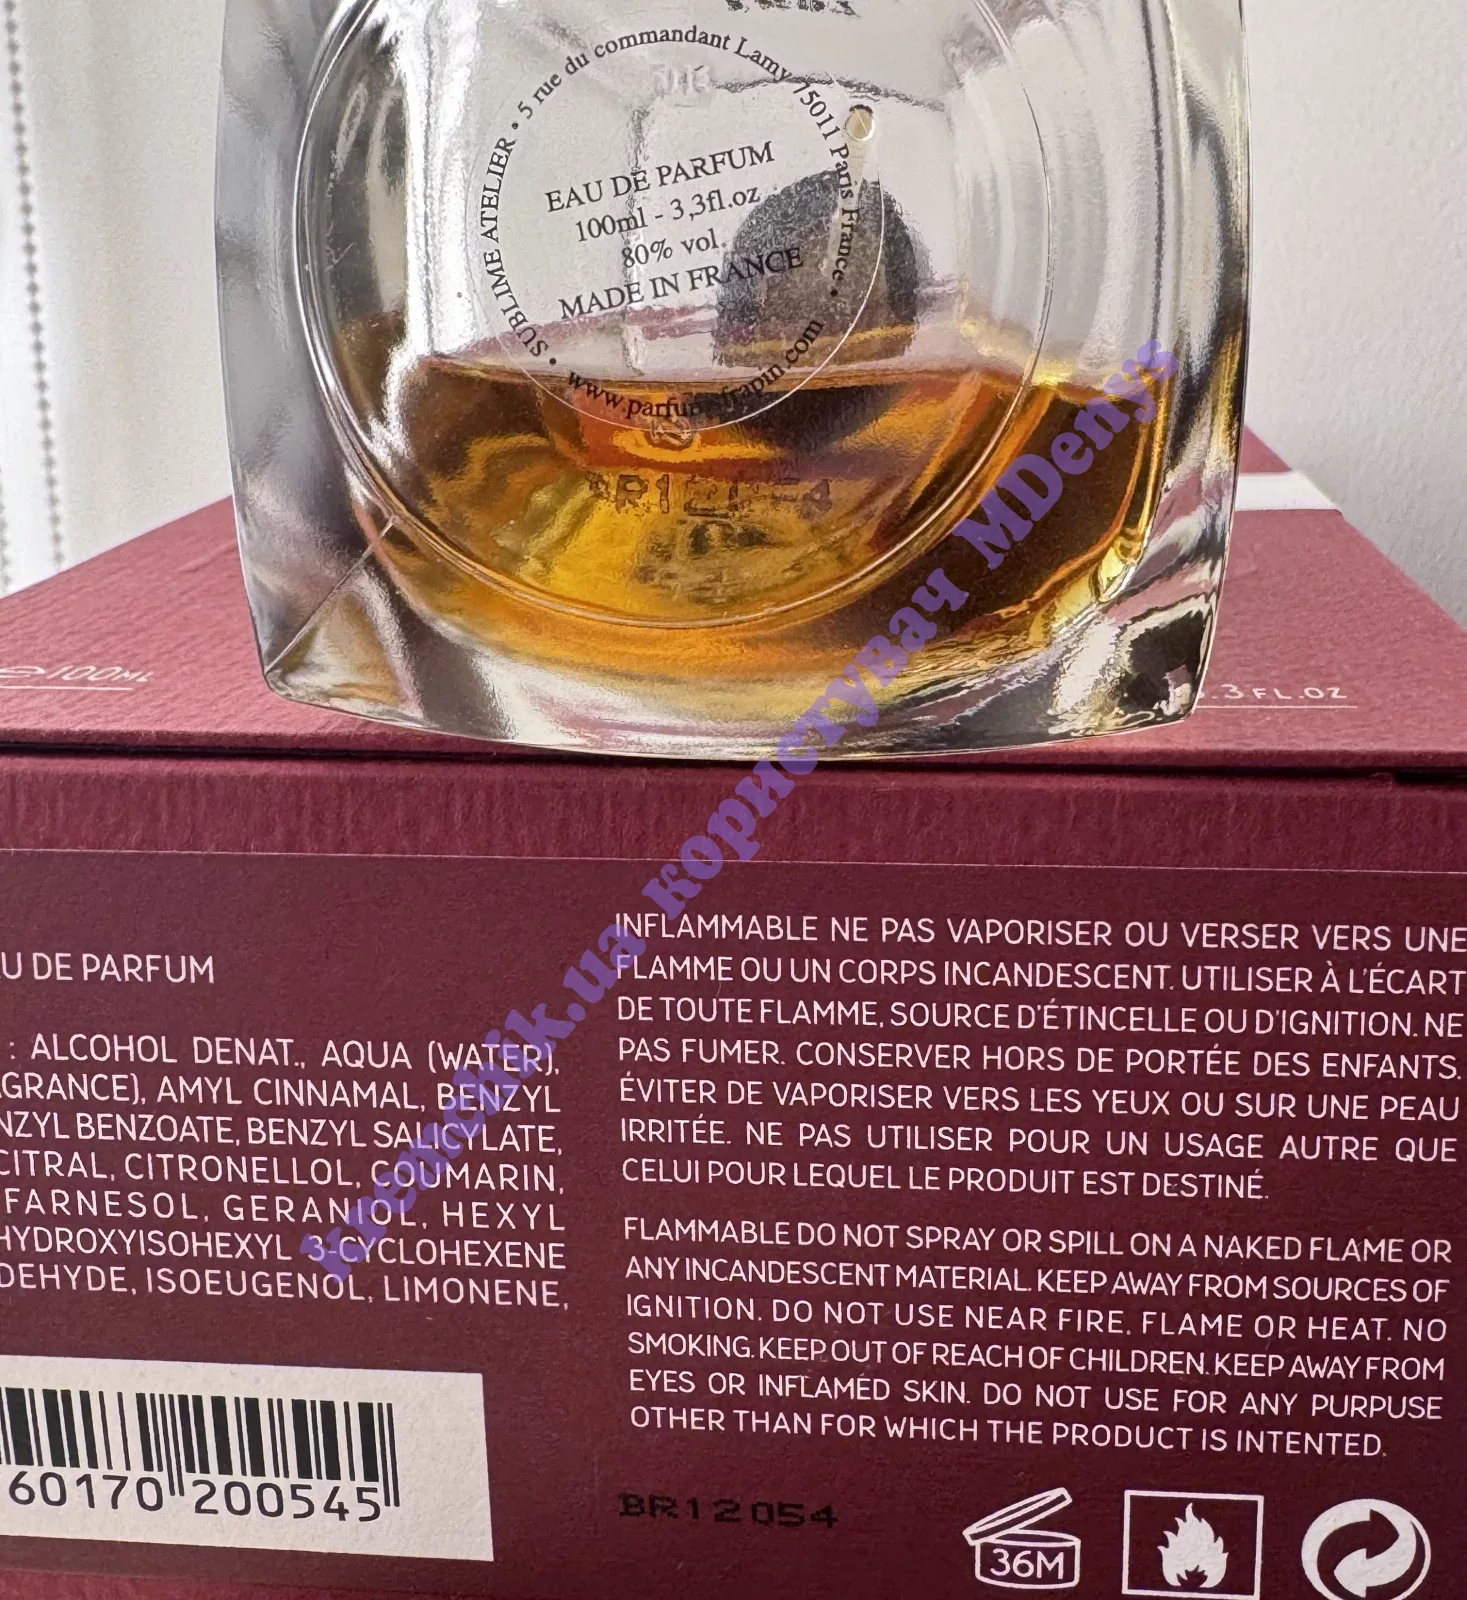 SUBLIME ATELIER • 5 rue du commandant Lamy 75011 Paris France •
EAU DE PARFUM
100ml - 3,3fl.oz
80% vol.
MADE IN FRANCE
100ML
3 FL.OZ
kremchik.ua користувач MDenys
U DE PARFUM
: ALCOHOL DENAT., AQUA (WATER),
GRANCE), AMYL CINNAMAL, BENZYL
NZYL BENZOATE, BENZYL SALICYLATE,
CITRAL, CITRONELLOL, COUMARIN,
FARNESOL, GERANIOL, HEXYL
HYDROXYISOHEXYL 3-CYCLOHEXENE
DEHYDE, ISOEUGENOL, LIMONENE,
60170 200545
INFLAMMABLE NE PAS VAPORISER OU VERSER VERS UNE
FLAMME OU UN CORPS INCANDESCENT. UTILISER À L'ÉCART
DE TOUTE FLAMME, SOURCE D'ÉTINCELLE OU D'IGNITION. NE
PAS FUMER. CONSERVER HORS DE PORTÉE DES ENFANTS.
ÉVITER DE VAPORISER VERS LES YEUX OU SUR UNE PEAU
IRRITÉE. NE PAS UTILISER POUR UN USAGE AUTRE QUE
CELUI POUR LEQUEL LE PRODUIT EST DESTINÉ.
FLAMMABLE DO NOT SPRAY OR SPILL ON A NAKED FLAME OR
ANY INCANDESCENT MATERIAL. KEEP AWAY FROM SOURCES OF
IGNITION. DO NOT USE NEAR FIRE, FLAME OR HEAT. NO
SMOKING. KEEP OUT OF REACH OF CHILDREN. KEEP AWAY FROM
EYES OR INFLAMED SKIN. DO NOT USE FOR ANY PURPUSE
OTHER THAN FOR WHICH THE PRODUCT IS INTENTED.
BR12054
36M